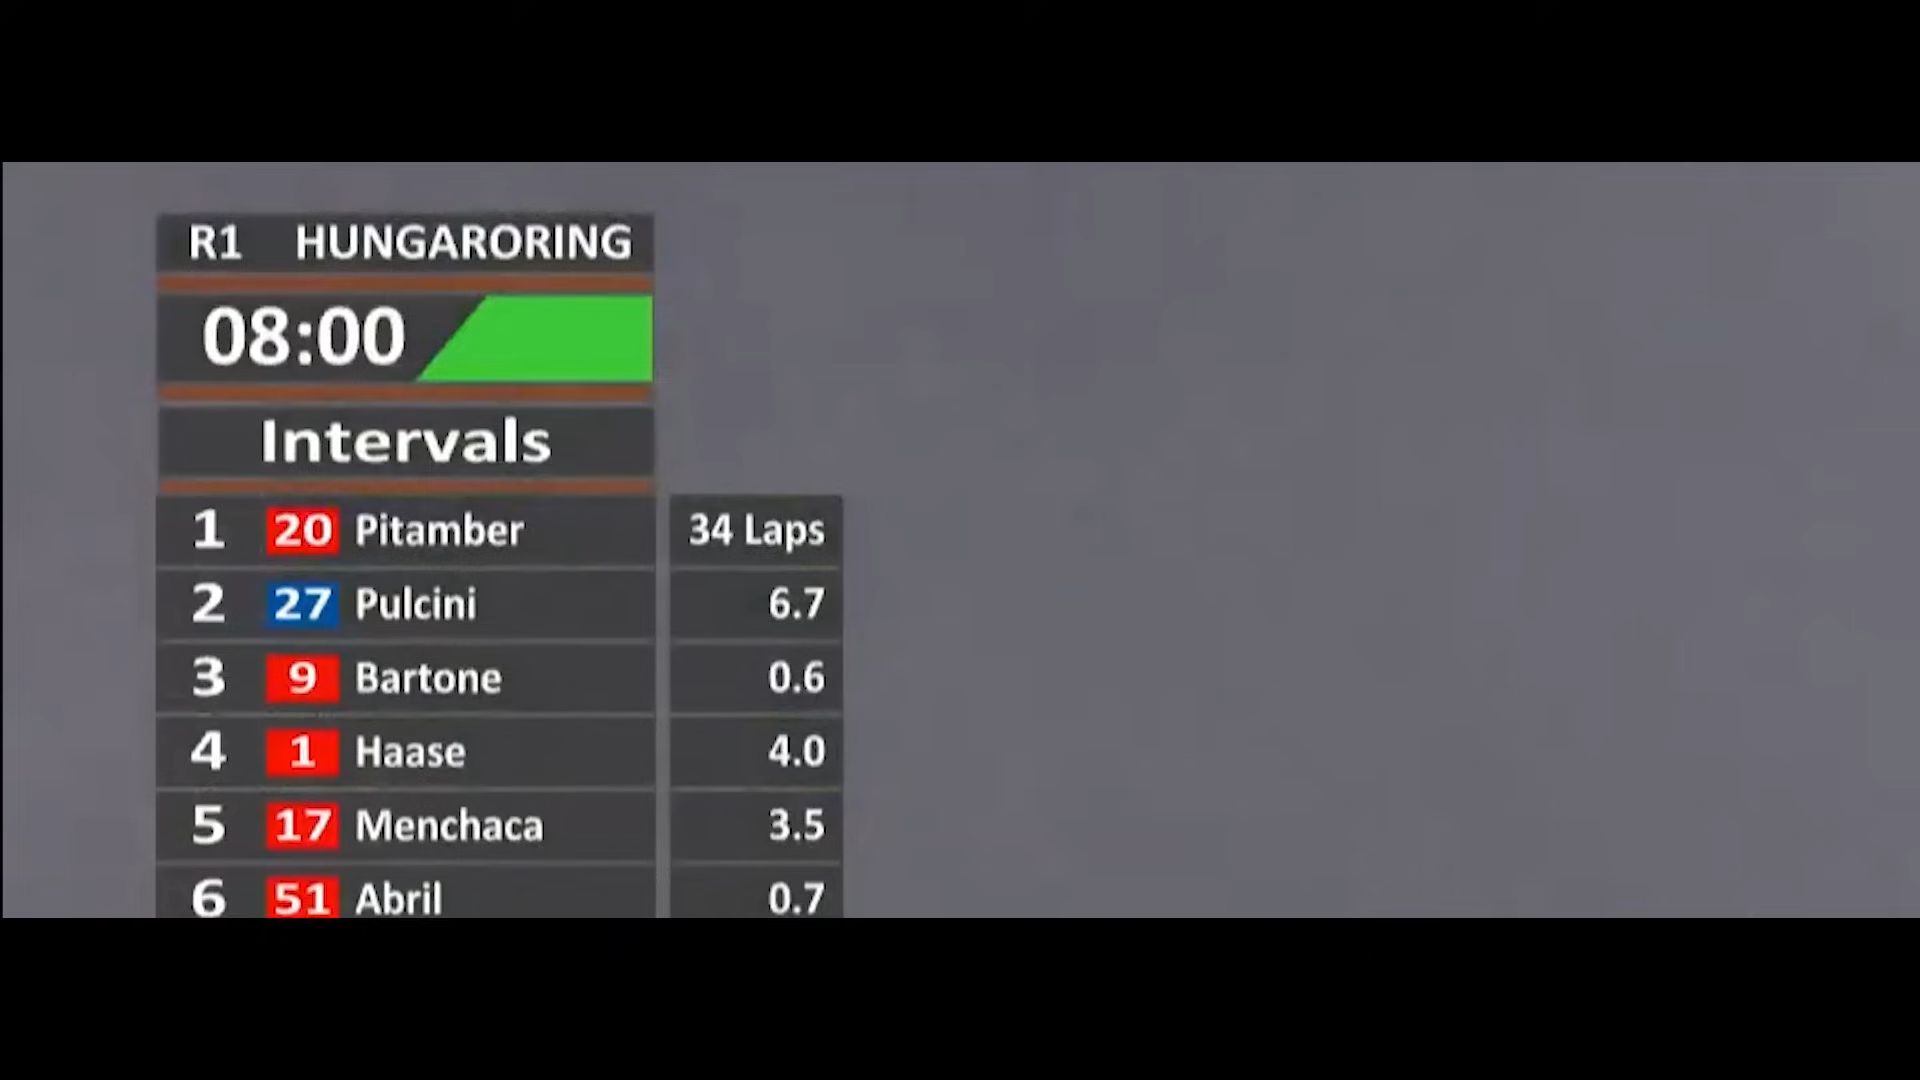 R1 HUNGARORING
08:00
Intervals
1 20 Pitamber 34 Laps
2 27 Pulcini 6.7
3 9 Bartone 0.6
4 1 Haase 4.0
5 17 Menchaca 3.5
6 51 Abril 0.7